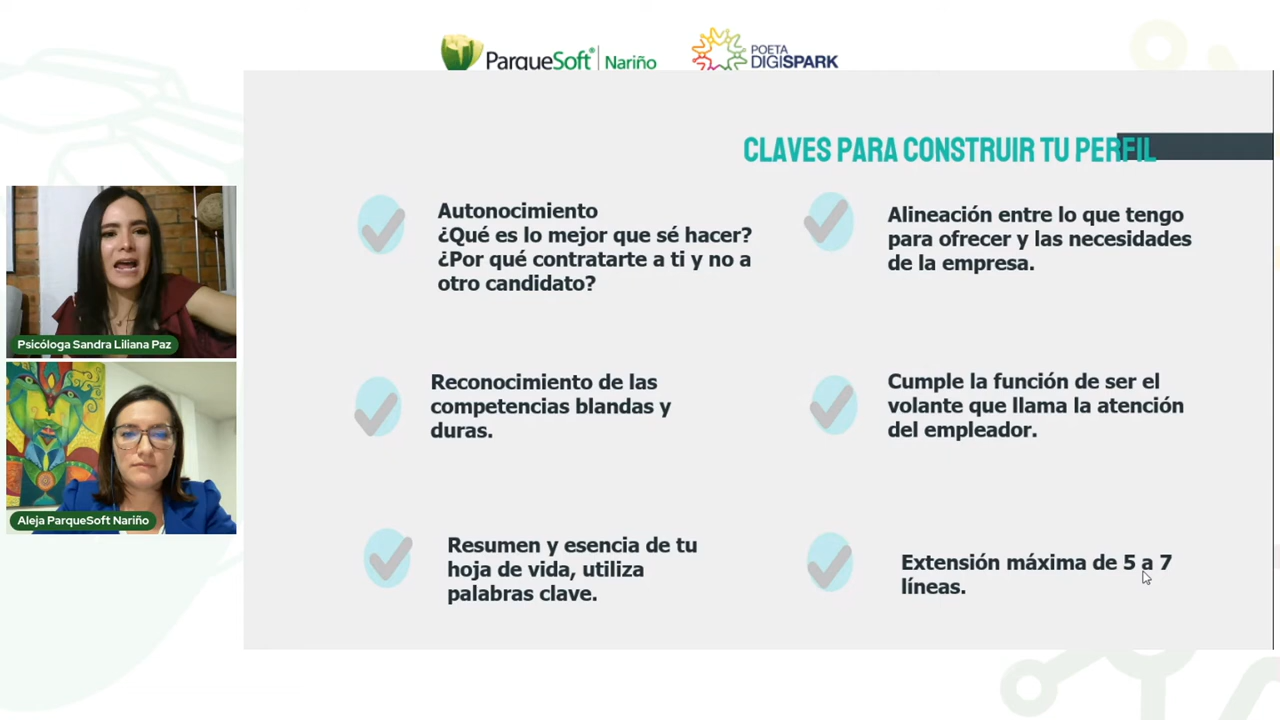 ParqueSoft | Nariño
POETA
DIGISPARK
CLAVES PARA CONSTRUIR TU PERFIL
Autonocimiento
¿Qué es lo mejor que sé hacer?
¿Por qué contratarte a ti y no a
otro candidato?
Alineación entre lo que tengo
para ofrecer y las necesidades
de la empresa.
Reconocimiento de las
competencias blandas y
duras.
Cumple la función de ser el
volante que llama la atención
del empleador.
Resumen y esencia de tu
hoja de vida, utiliza
palabras clave.
Extensión máxima de 5 a 7
líneas.
Psicóloga Sandra Liliana Paz
Aleja ParqueSoft Nariño